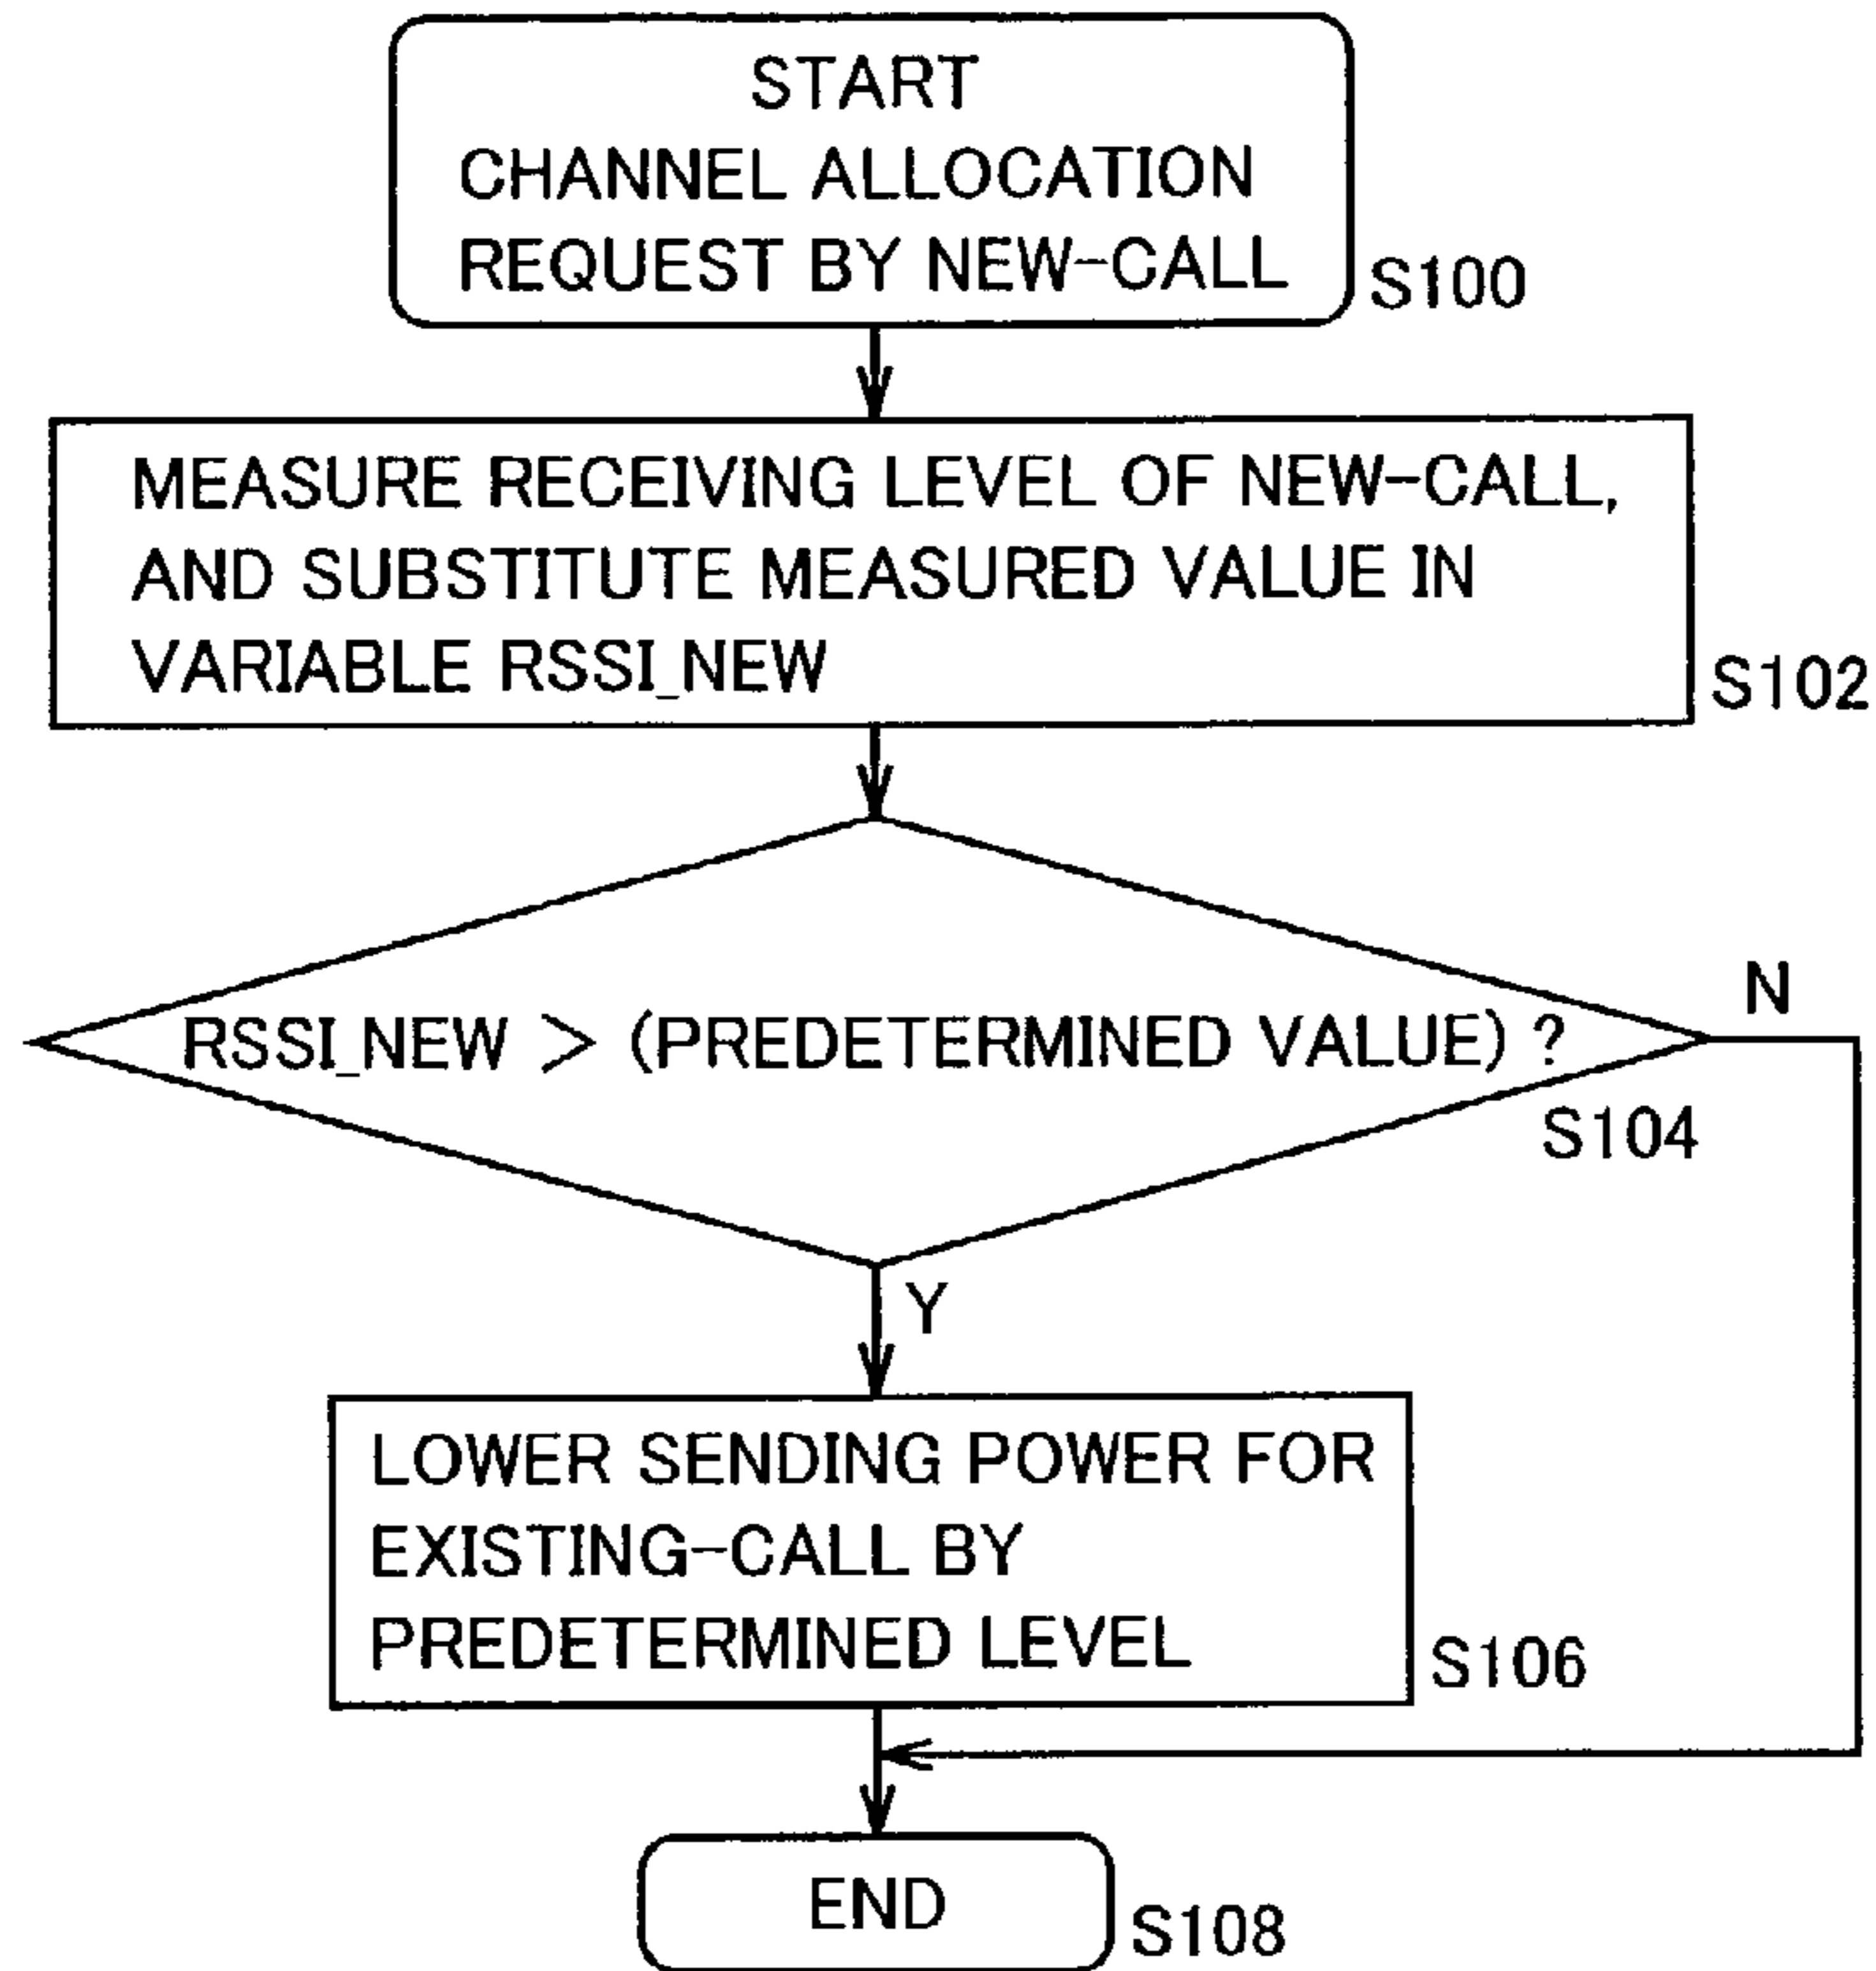 START
CHANNEL ALLOCATION
REQUEST BY NEW-CALL
S100
MEASURE RECEIVING LEVEL OF NEW-CALL,
AND SUBSTITUTE MEASURED VALUE IN
VARIABLE RSSI_NEW
S102
RSSI_NEW > (PREDETERMINED VALUE) ?
N
S104
Y
LOWER SENDING POWER FOR
EXISTING-CALL BY
PREDETERMINED LEVEL
S106
END
S108